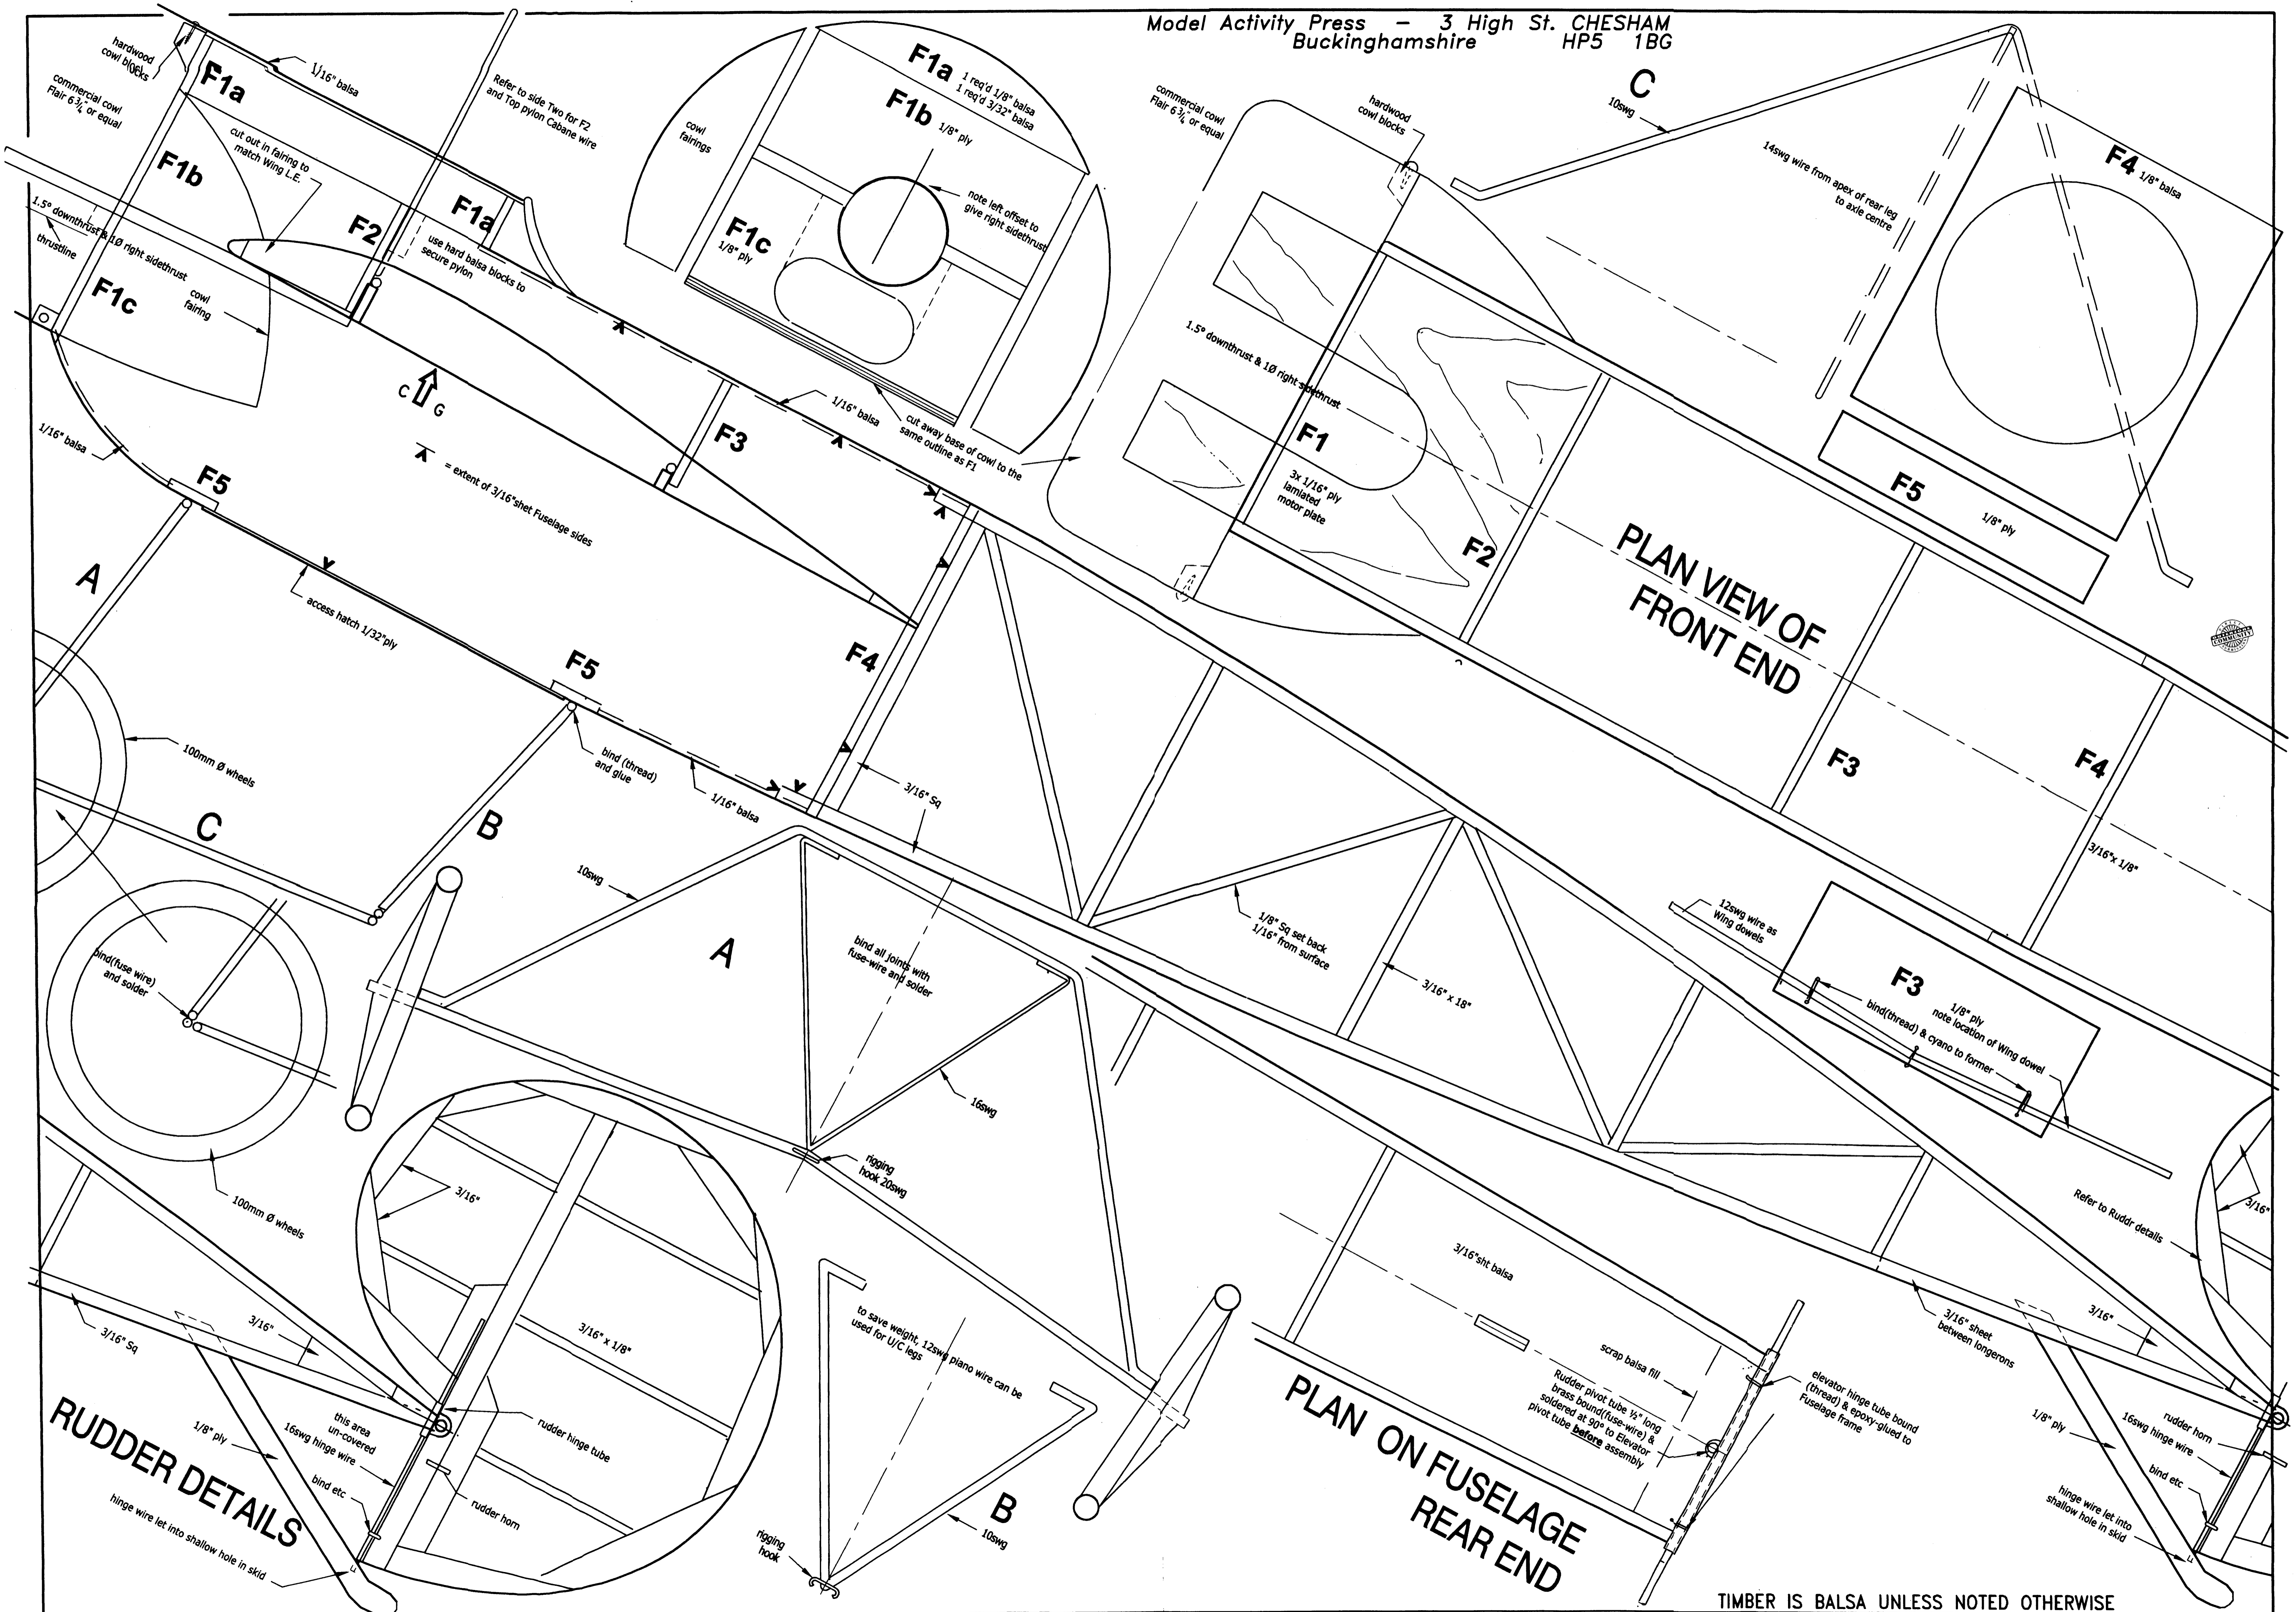 Model Activity Press – 3 High St. CHESHAM
Buckinghamshire HP5 1BG
hardwood
cowl blocks
commercial cowl
Flair 6¾" or equal
F1a
1/16" balsa
Refer to side Two for F2
and Top pylon Cabane wire
F1b
cut out in fairing to
match Wing L.E.
1.5° downthrust & 1Ø right sidethrust
thrustline
F1c
cowl
fairing
F2
F1a
use hard balsa blocks to
secure pylon
C G
1/16" balsa
= extent of 3/16"shet Fuselage sides
cowl
fairings
F1a
1 req'd 1/8" balsa
1 req'd 3/32" balsa
F1b 1/8" ply
F1c
1/8" ply
note left offset to
give right sidethrust
1/16" balsa
cut away base of cowl to the
same outline as F1
F3
commercial cowl
Flair 6¾" or equal
hardwood
cowl blocks
1.5° downthrust & 1Ø right sidethrust
F1
3x 1/16" ply
lamiated
motor plate
F2
PLAN VIEW OF
FRONT END
F3
F4
3/16"x 1/8"
C
10swg
14swg wire from apex of rear leg
to axle centre
F4 1/8" balsa
F5
1/8" ply
COMMUNITY
F5
A
access hatch 1/32"ply
F5
F4
100mm Ø wheels
C
B
bind (thread)
and glue
1/16" balsa
3/16" Sq
10swg
A
bind all joints with
fuse-wire and solder
16swg
rigging
hook 20swg
bind(fuse wire)
and solder
100mm Ø wheels
1/8" Sq set back
1/16" from surface
3/16" x 18"
12swg wire as
Wing dowels
F3
1/8" ply
note location of Wing dowel
bind(thread) & cyano to former
Refer to Ruddr details
3/16"
3/16"
3/16" x 1/8"
3/16" Sq
3/16"
RUDDER DETAILS
1/8" ply
this area
un-covered
16swg hinge wire
bind etc
hinge wire let into shallow hole in skid
rudder hinge tube
rudder horn
to save weight, 12swg piano wire can be
used for U/C legs
B
10swg
rigging
hook
3/16"sht balsa
scrap balsa fill
Rudder pivot tube ½" long
brass bound(fuse-wire) &
soldered at 90° to Elevator
pivot tube before assembly
elevator hinge tube bound
(thread) & epoxy-glued to
Fuselage frame
PLAN ON FUSELAGE
REAR END
3/16" sheet
between longerons
3/16"
1/8" ply
rudder horn
16swg hinge wire
bind etc
hinge wire let into
shallow hole in skid
TIMBER IS BALSA UNLESS NOTED OTHERWISE